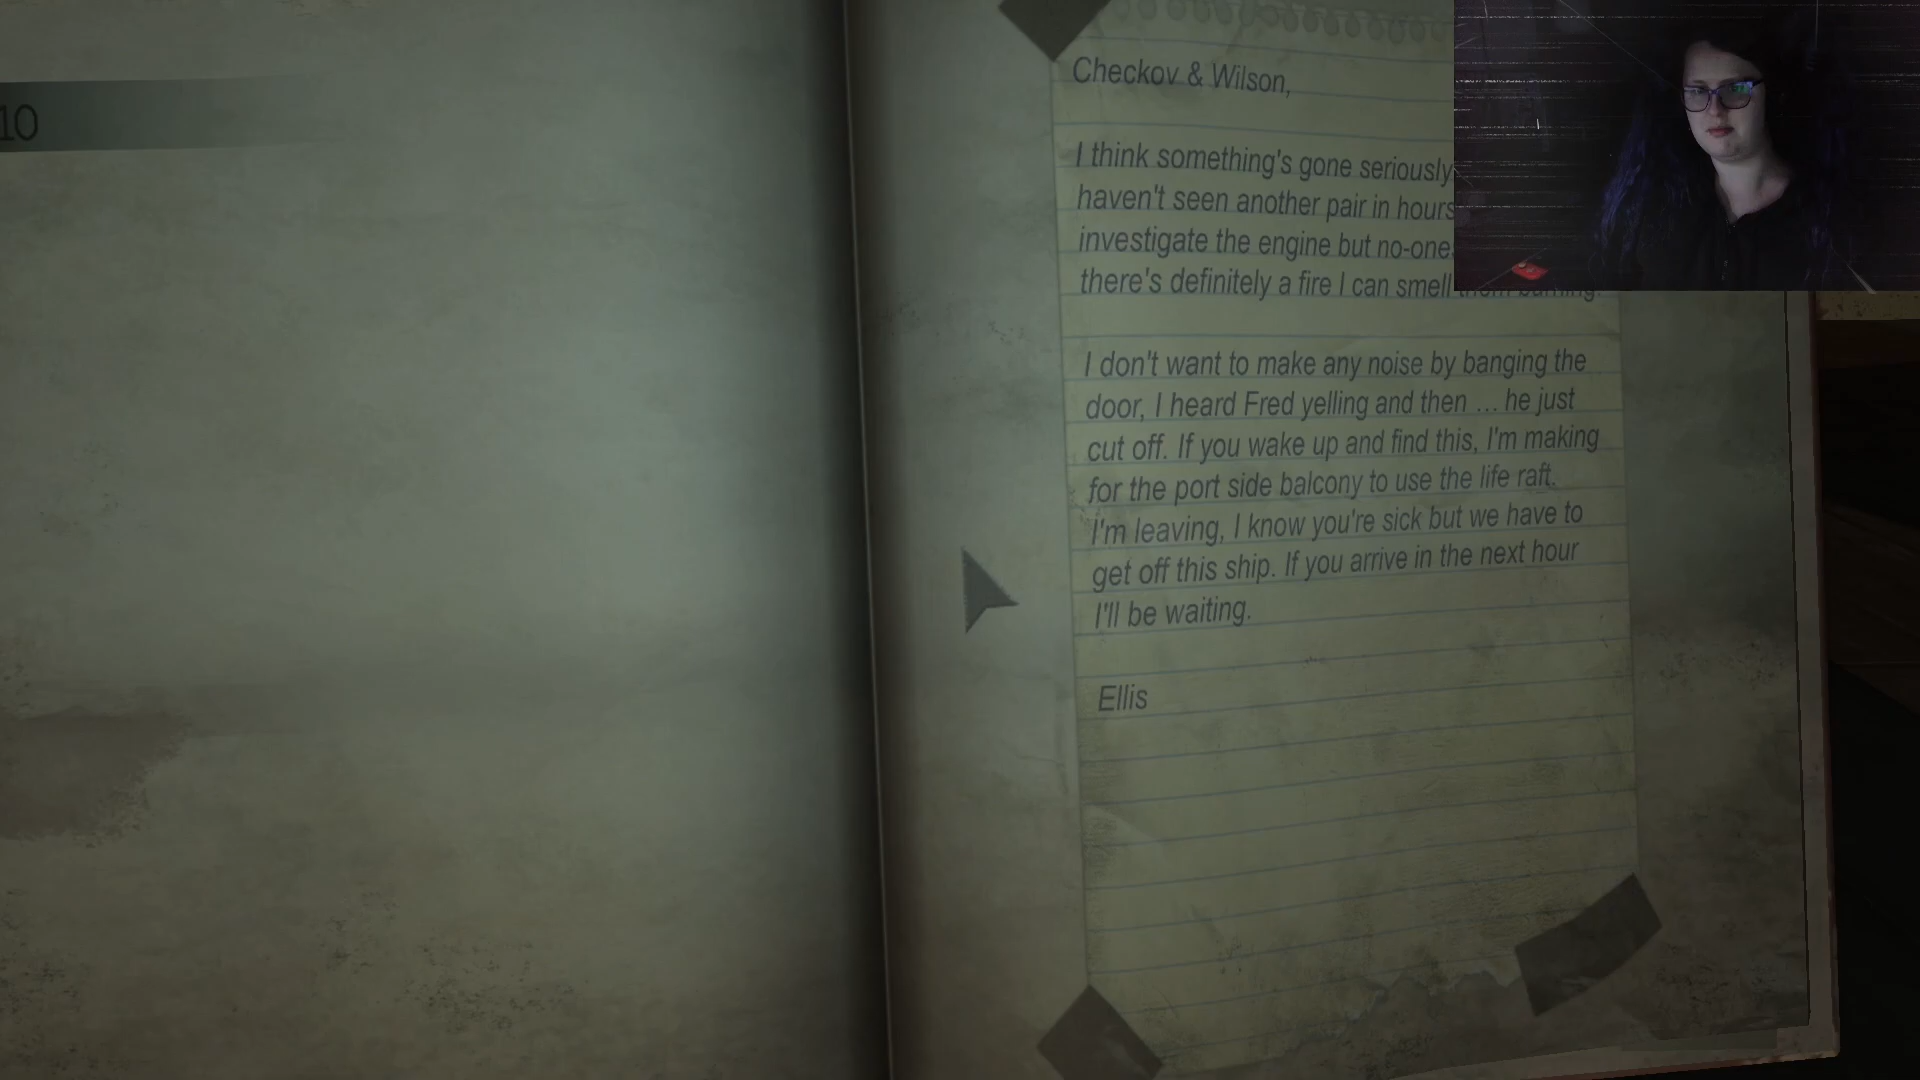 10
Checkov & Wilson,
I think something's gone seriously
haven't seen another pair in hours
investigate the engine but no-one
there's definitely a fire I can smell them burning.
I don't want to make any noise by banging the
door, I heard Fred yelling and then ... he just
cut off. If you wake up and find this, I'm making
for the port side balcony to use the life raft.
I'm leaving, I know you're sick but we have to
get off this ship. If you arrive in the next hour
I'll be waiting.
Ellis